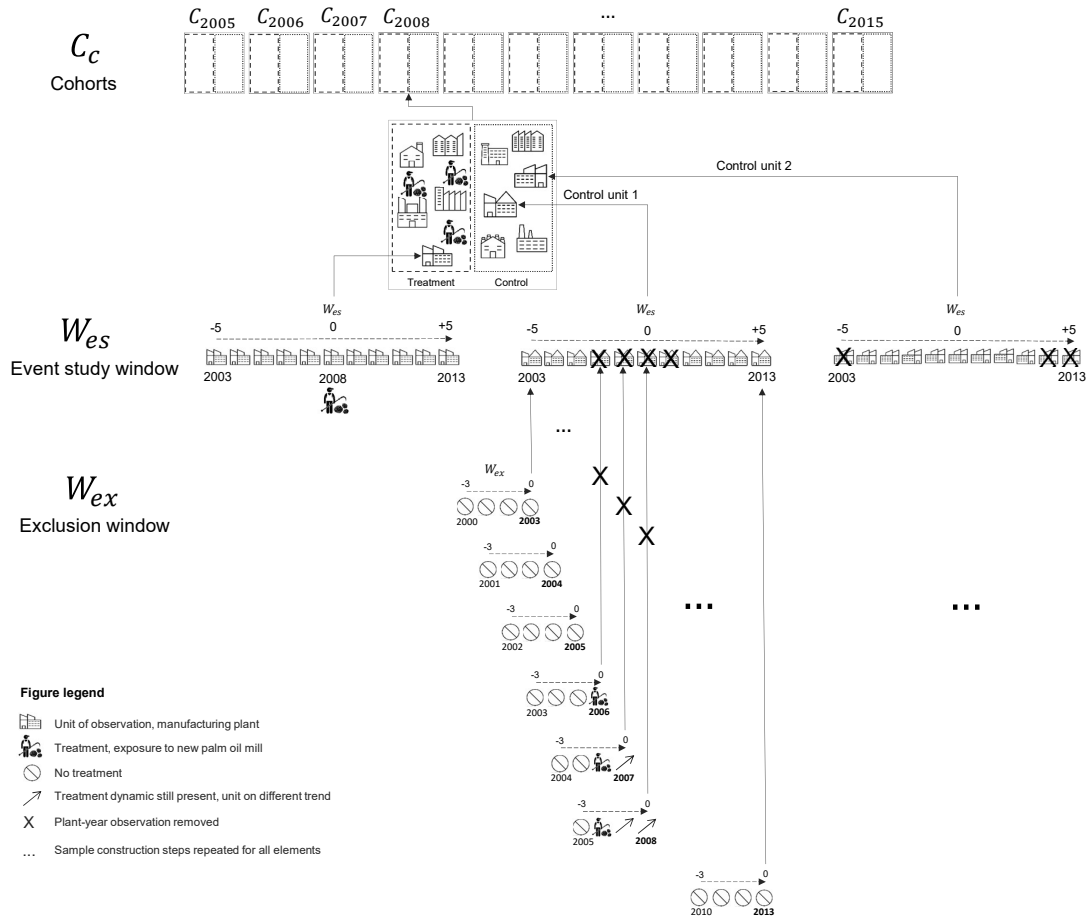 C2005 C2006 C2007 C2008 ... C2015
Cc
Cohorts
Control unit 2
Control unit 1
Treatment Control
Wes Wes Wes
Wes
-5 0 +5 -5 0 +5 -5 0 +5
Event study window
X X X X X X X
2003 2008 2013 2003 2013 2003 2013
...
Wex
Exclusion window
Wex
X
X
X
-3 0
2000 2003
-3 0
2001 2004
... ...
-3 0
2002 2005
-3 0
2003 2006
-3 0
2004 2007
-3 0
2005 2008
-3 0
2010 2013
Figure legend
Unit of observation, manufacturing plant
Treatment, exposure to new palm oil mill
No treatment
Treatment dynamic still present, unit on different trend
X Plant-year observation removed
... Sample construction steps repeated for all elements